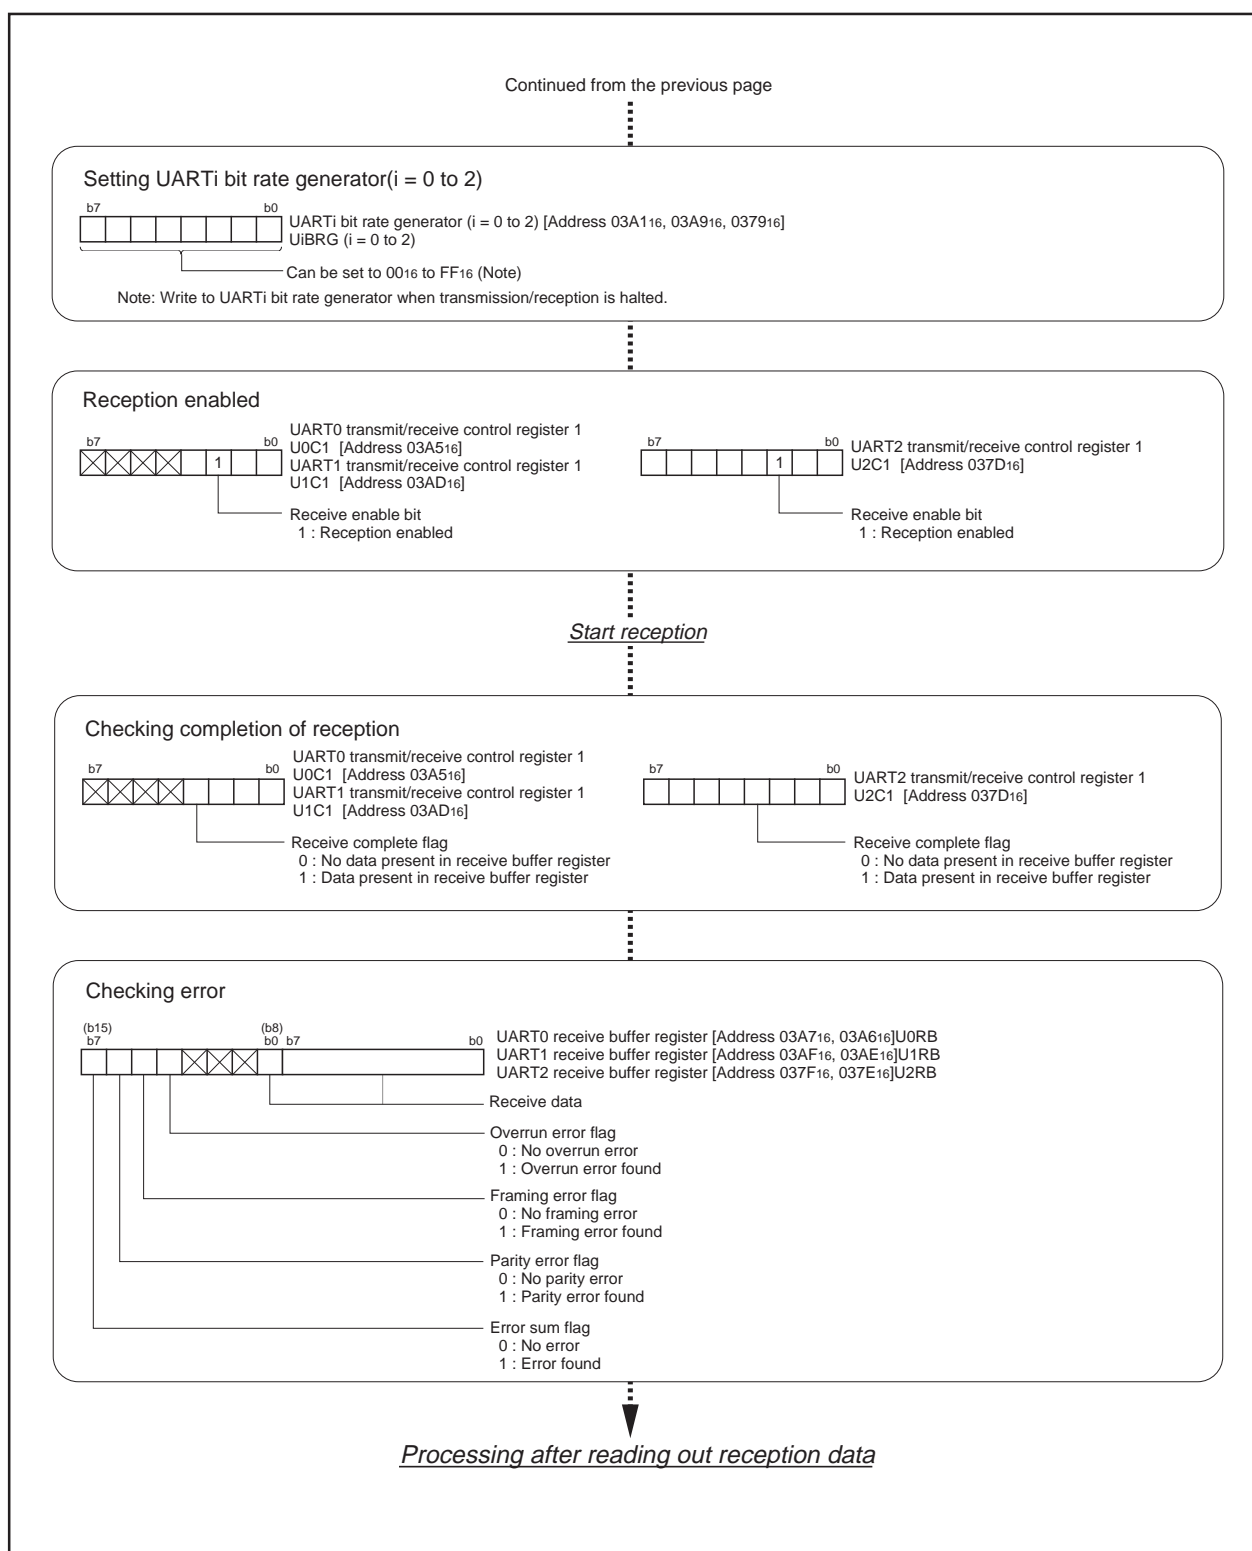 Continued from the previous page
Setting UARTi bit rate generator(i = 0 to 2)
b7 b0
UARTi bit rate generator (i = 0 to 2) [Address 03A116, 03A916, 037916]
UiBRG (i = 0 to 2)
Can be set to 0016 to FF16 (Note)
Note: Write to UARTi bit rate generator when transmission/reception is halted.
Reception enabled
b7 b0
1
UART0 transmit/receive control register 1
U0C1 [Address 03A516]
UART1 transmit/receive control register 1
U1C1 [Address 03AD16]
Receive enable bit
1 : Reception enabled
b7 b0
1
UART2 transmit/receive control register 1
U2C1 [Address 037D16]
Receive enable bit
1 : Reception enabled
Start reception
Checking completion of reception
b7 b0
UART0 transmit/receive control register 1
U0C1 [Address 03A516]
UART1 transmit/receive control register 1
U1C1 [Address 03AD16]
Receive complete flag
0 : No data present in receive buffer register
1 : Data present in receive buffer register
b7 b0
UART2 transmit/receive control register 1
U2C1 [Address 037D16]
Receive complete flag
0 : No data present in receive buffer register
1 : Data present in receive buffer register
Checking error
(b15) (b8)
b7 b0 b7 b0
UART0 receive buffer register [Address 03A716, 03A616]U0RB
UART1 receive buffer register [Address 03AF16, 03AE16]U1RB
UART2 receive buffer register [Address 037F16, 037E16]U2RB
Receive data
Overrun error flag
0 : No overrun error
1 : Overrun error found
Framing error flag
0 : No framing error
1 : Framing error found
Parity error flag
0 : No parity error
1 : Parity error found
Error sum flag
0 : No error
1 : Error found
Processing after reading out reception data